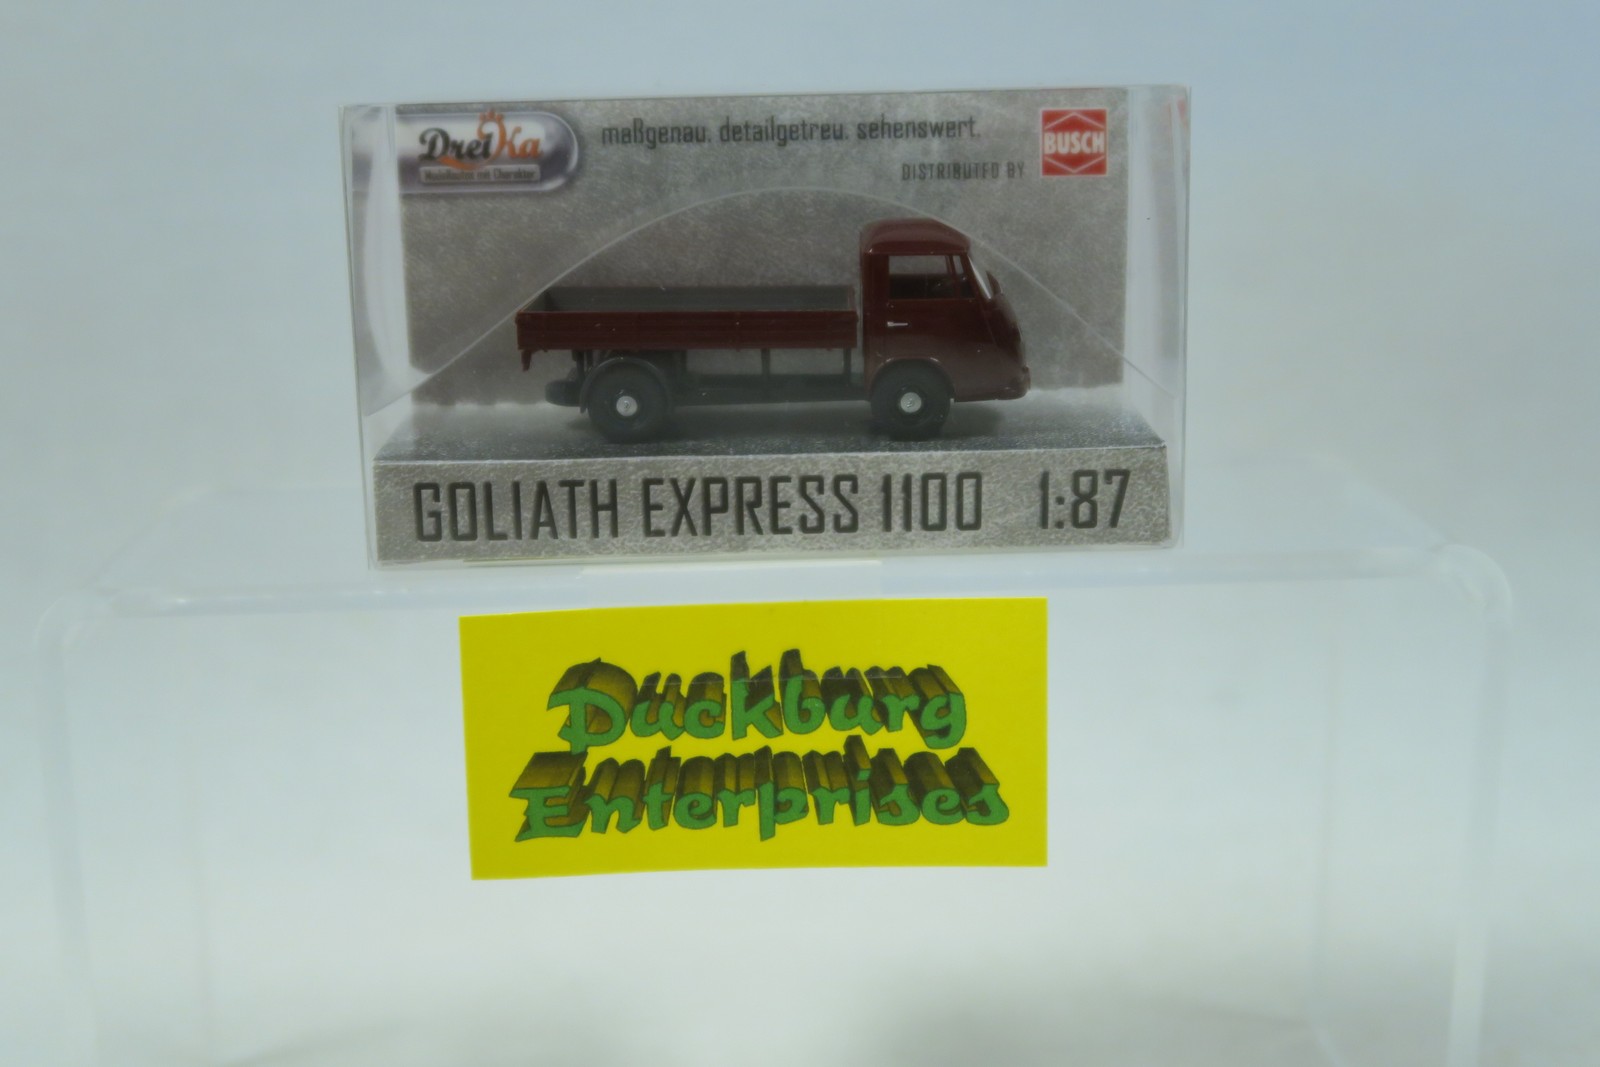 DreiKa
Modellautos mit Charakter
maßgenau. detailgetreu. sehenswert.
DISTRIBUTED BY
BUSCH
GOLIATH EXPRESS 1100 1:87
Duckburg
Enterprises